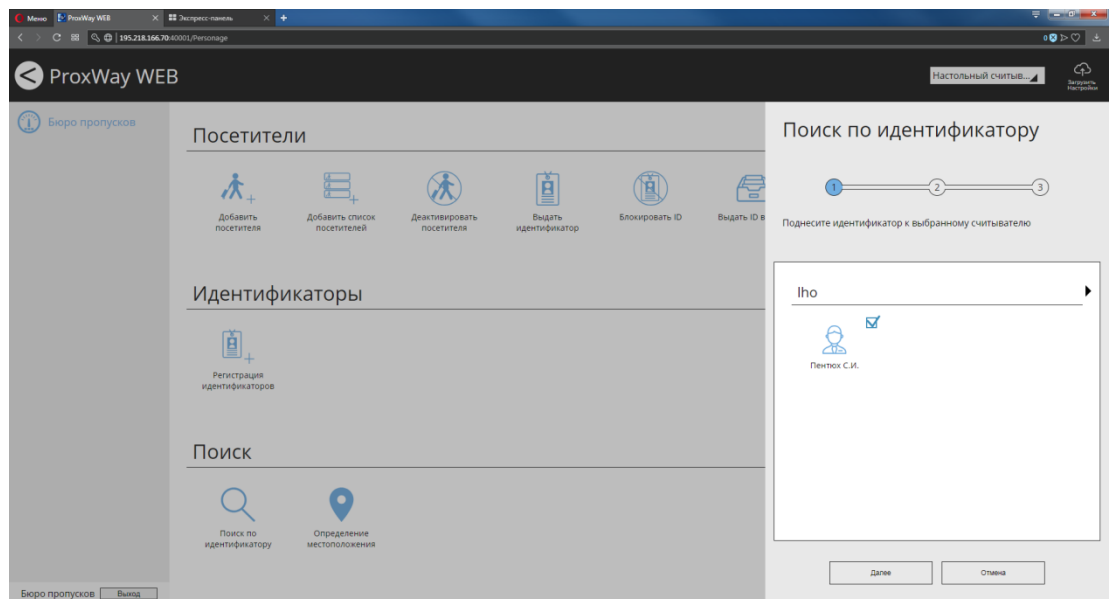 Меню
ProxWay WEB
Экспресс-панель
195.218.166.70:40001/Personage
0
ProxWay WEB
Настольный считыв...
Загрузить
Настройки
Бюро пропусков
Посетители
Добавить
посетителя
Добавить список
посетителей
Деактивировать
посетителя
Выдать
идентификатор
Блокировать ID
Выдать ID в
Идентификаторы
Регистрация
идентификаторов
Поиск
Поиск по
идентификатору
Определение
местоположения
Бюро пропусков
Выход
Поиск по идентификатору
1
2
3
Поднесите идентификатор к выбранному считывателю
Iho
Пентюх С.И.
Далее
Отмена